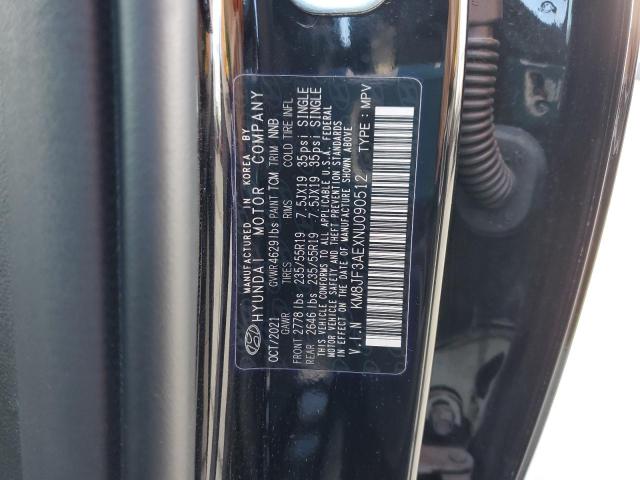 MANUFACTURED IN KOREA BY
HYUNDAI MOTOR COMPANY
OCT/2021 GVWR 4629 lbs PAINT TCM TRIM NNB
GAWR TIRES RIMS COLD TIRE INFL
FRONT 2778 lbs 235/55R19 7.5JX19 35psi SINGLE
REAR 2646 lbs 235/55R19 7.5JX19 35psi SINGLE
THIS VEHICLE CONFORMS TO ALL APPLICABLE U.S.A. FEDERAL
MOTOR VEHICLE SAFETY, BUMPER, AND THEFT PREVENTION STANDARDS
IN EFFECT ON THE DATE OF MANUFACTURE SHOWN ABOVE.
V.I.N KM8JF3AEXNU090512 TYPE : MPV